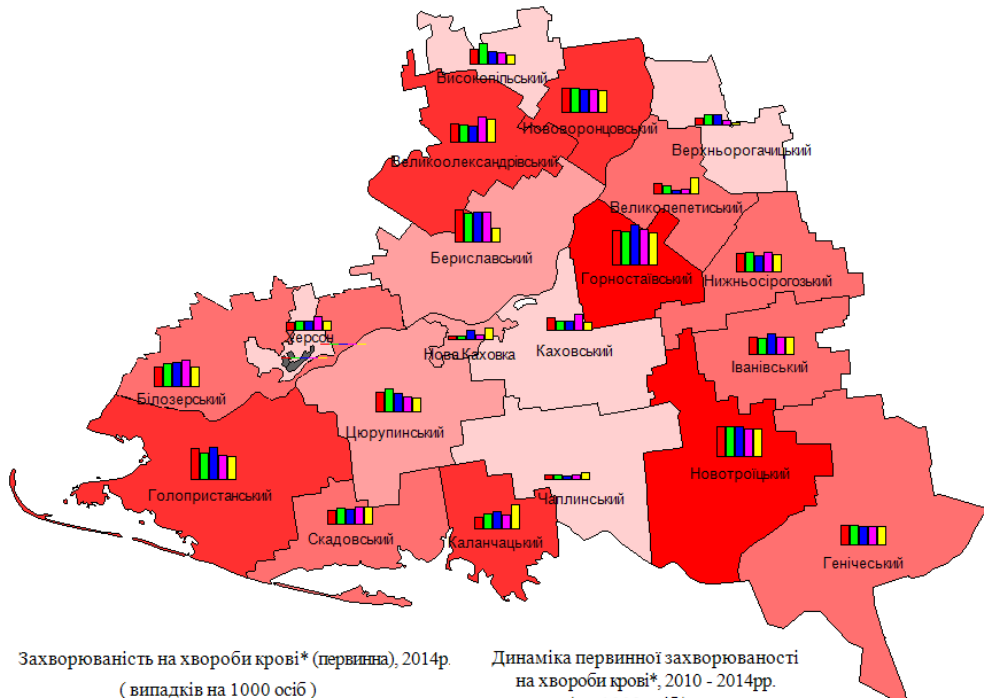 Високопільський
Нововоронцовський
Великоолександрівський
Верхньорогачицький
Великолепетиський
Бериславський
Горностаївський
Нижньосірогозький
Херсон
Нова Каховка
Каховський
Іванівський
Білозерський
Цюрупинський
Новотроїцький
Голопристанський
Чаплинський
Скадовський
Каланчацький
Генічеський
Захворюваність на хвороби крові* (первинна), 2014р.
( випадків на 1000 осіб )
Динаміка первинної захворюваності
на хвороби крові*, 2010 - 2014рр.